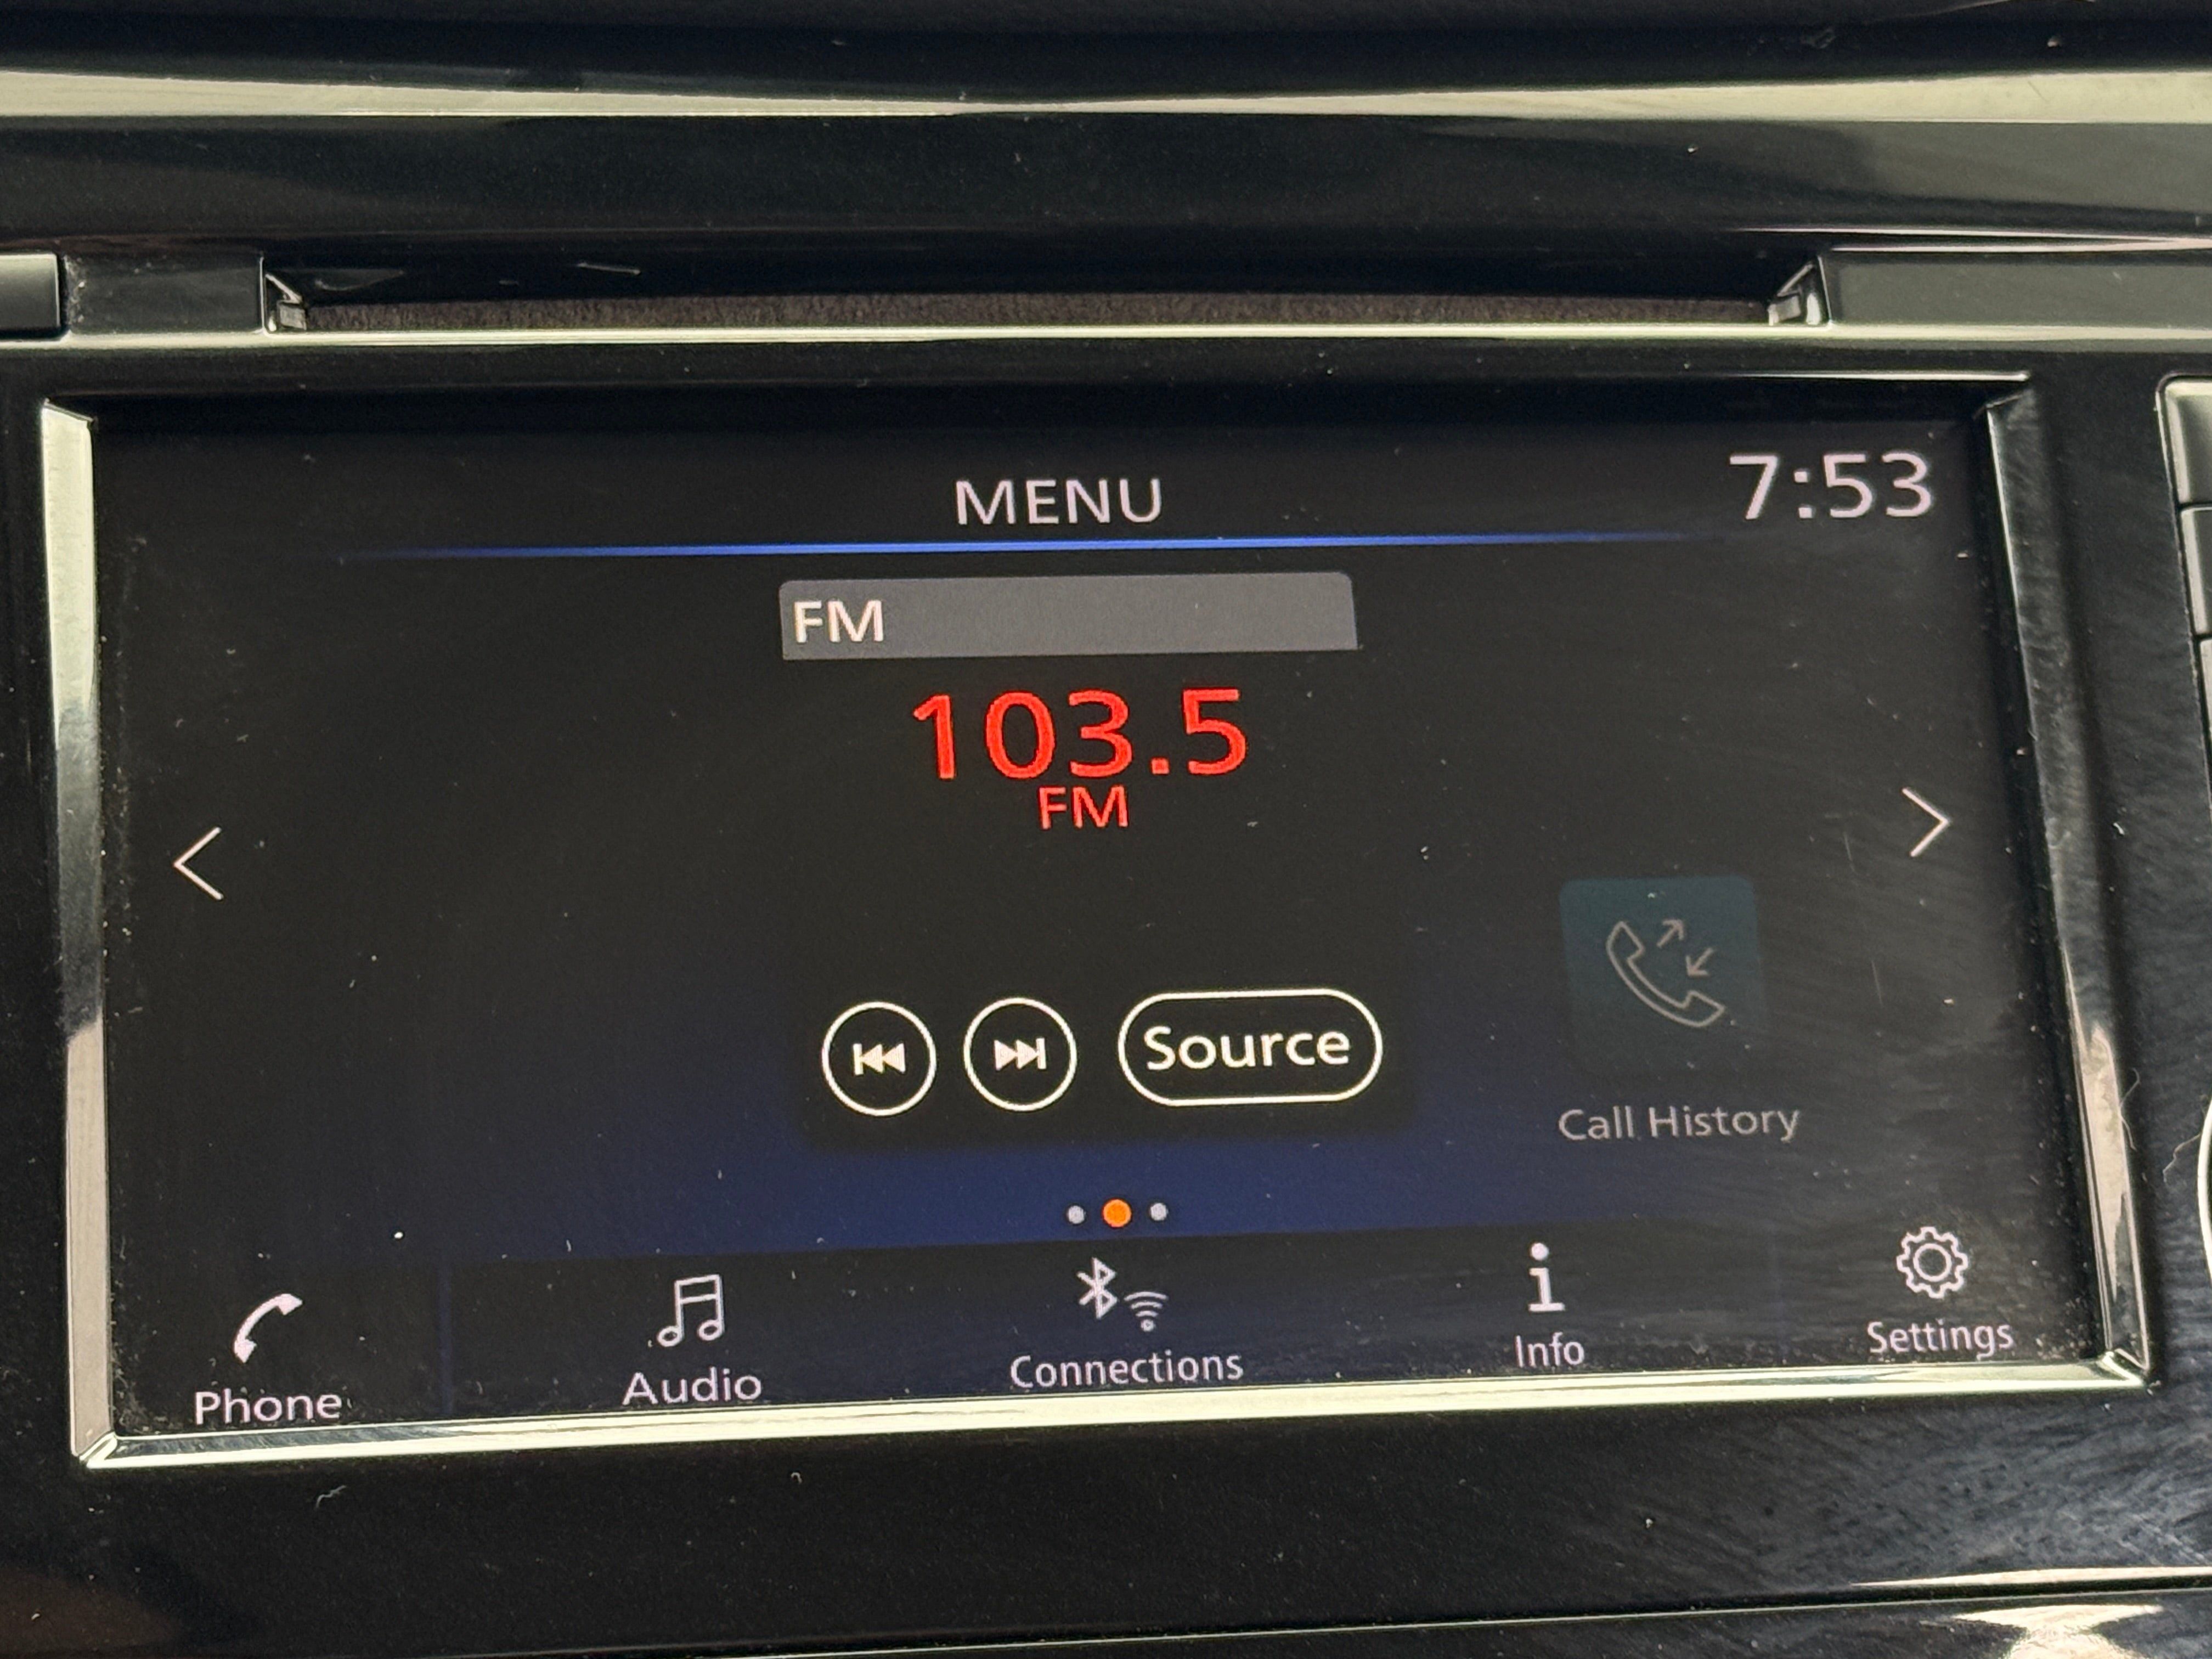 MENU
7:53
FM
103.5
FM
Source
Call History
Phone
Audio
Connections
Info
Settings